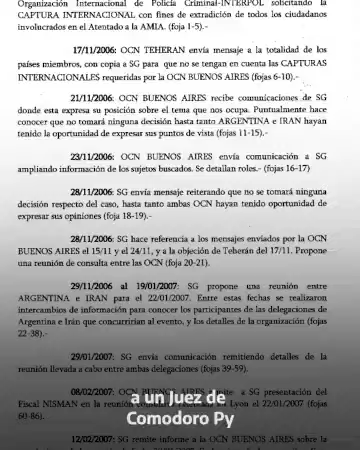 Organización Internacional de Policía Criminal-INTERPOL solicitando la
CAPTURA INTERNACIONAL con fines de extradición de todos los ciudadanos
involucrados en el Atentado a la AMIA. (foja 1-5).-
17/11/2006: OCN TEHERAN envía mensaje a la totalidad de los
países miembros, con copia a SG para que no se tengan en cuenta las CAPTURAS
INTERNACIONALES requeridas por la OCN BUENOS AIRES (fojas 6-10).-
21/11/2006: OCN BUENOS AIRES recibe comunicaciones de SG
donde esta expresa su posición sobre el tema que nos ocupa. Puntualmente hace
conocer que no tomará ninguna decisión hasta tanto ARGENTINA e IRAN hayan
tenido la oportunidad de expresar sus puntos de vista (fojas 11-15).-
23/11/2006: OCN BUENOS AIRES envía comunicación a SG
ampliando información de los sujetos buscados. Se detallan roles.- (fojas 16-17)
28/11/2006: SG envía mensaje reiterando que no se tomará ninguna
decisión respecto del caso, hasta tanto ambas OCN hayan tenido oportunidad de
expresar sus opiniones (foja 18-19).-
28/11/2006: SG hace referencia a los mensajes enviados por la OCN
BUENOS AIRES el 15/11 y el 24/11, y a la objeción de Teherán del 17/11. Propone
una reunión de consulta entre las OCN (foja 20-21).
29/11/2006 al 19/01/2007: SG propone una reunión entre
ARGENTINA e IRAN para el 22/01/2007. Entre estas fechas se realizaron
intercambios de información para conocer los participantes de las delegaciones de
Argentina e Irán que concurrirían al evento, y los detalles de la organización (fojas
22-38).-
29/01/2007: SG envía comunicación remitiendo detalles de la
reunión llevada a cabo entre ambas delegaciones (fojas 39-59).
08/02/2007: OCN BUENOS AIRES remite a SG presentación del
Fiscal NISMAN en la reunión Lyon el 22/01/2007 (fojas
60-86).
a un juez de
Comodoro Py
12/02/2007: SG remite informe a la OCN BUENOS AIRES sobre la